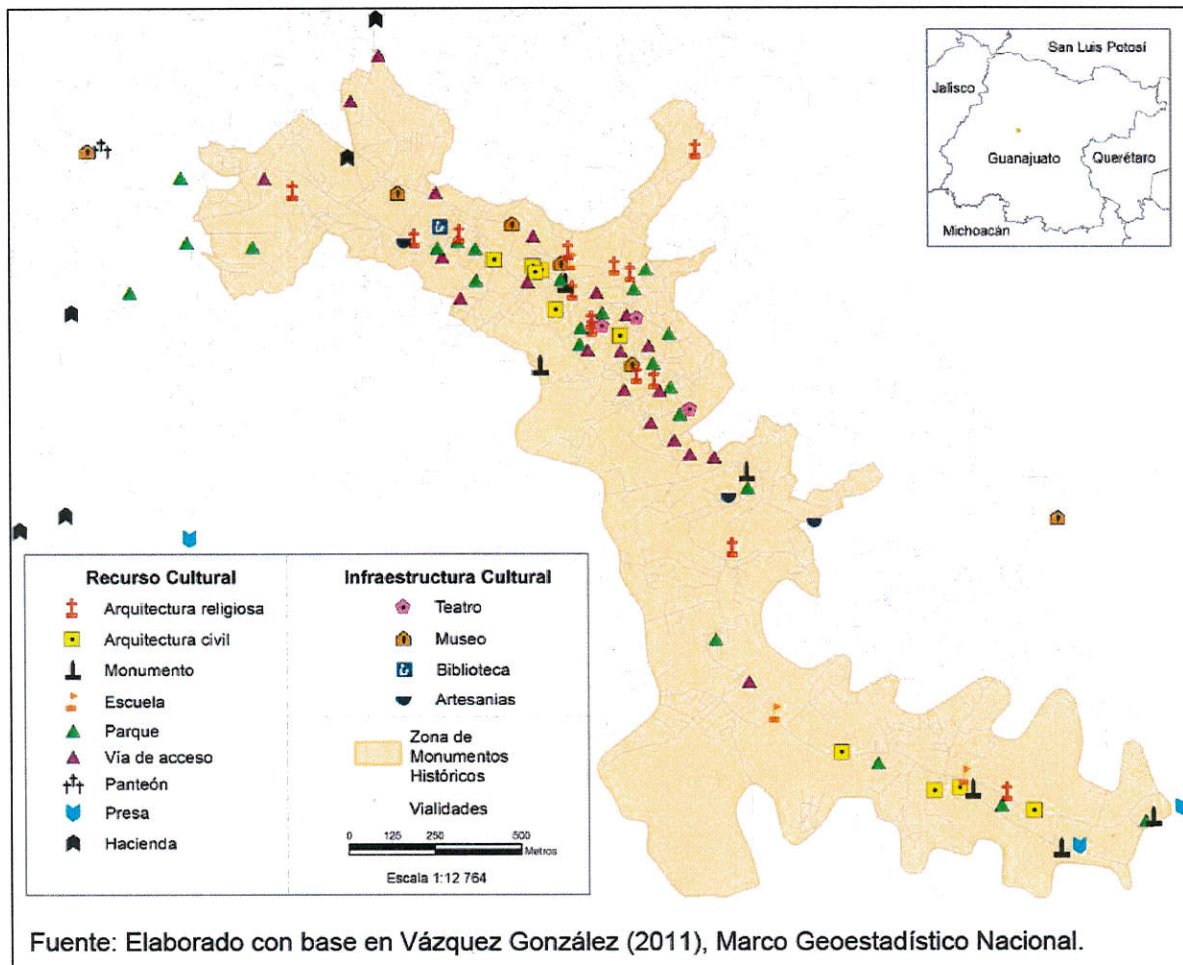 San Luis Potosí
Jalisco
Guanajuato
Querétaro
Michoacán
Recurso Cultural
Arquitectura religiosa
Arquitectura civil
Monumento
Escuela
Parque
Vía de acceso
Panteón
Presa
Hacienda
Infraestructura Cultural
Teatro
Museo
Biblioteca
Artesanias
Zona de
Monumentos
Históricos
Vialidades
0 125 250 500
Metros
Escala 1:12 764
Fuente: Elaborado con base en Vázquez González (2011), Marco Geoestadístico Nacional.